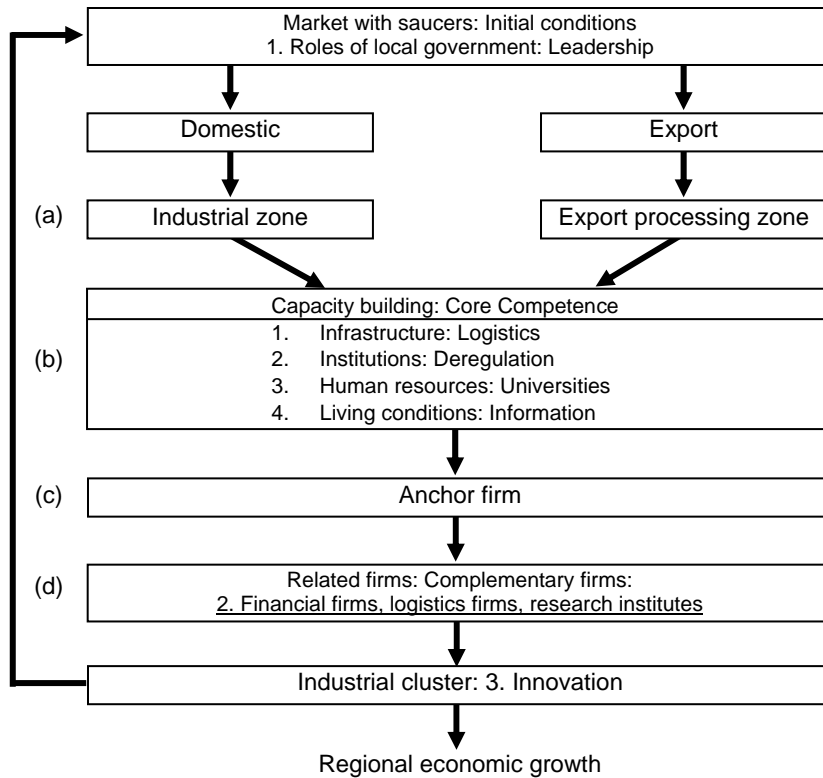 Market with saucers: Initial conditions
1. Roles of local government: Leadership
Domestic
Export
(a)
Industrial zone
Export processing zone
Capacity building: Core Competence
(b)
1. Infrastructure: Logistics
2. Institutions: Deregulation
3. Human resources: Universities
4. Living conditions: Information
(c)
Anchor firm
(d)
Related firms: Complementary firms:
2. Financial firms, logistics firms, research institutes
Industrial cluster: 3. Innovation
Regional economic growth